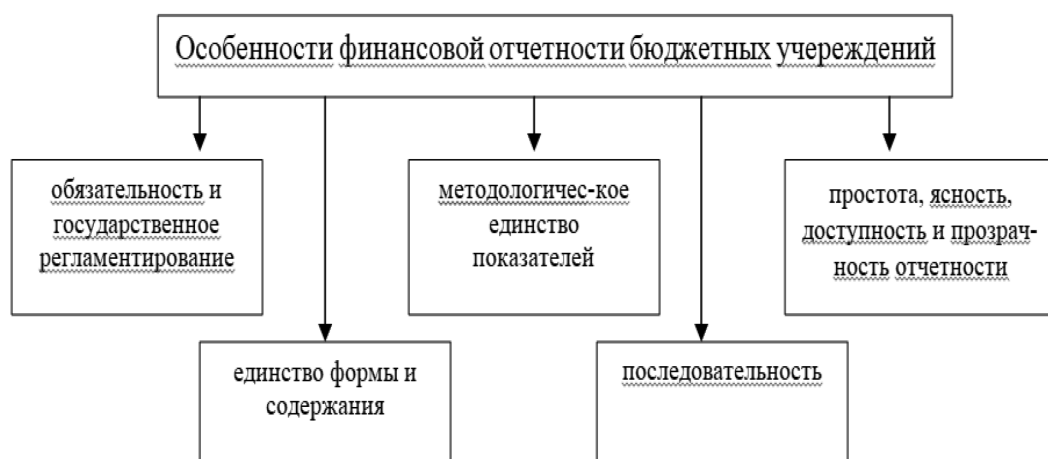 Особенности финансовой отчетности бюджетных учереждений
обязательность и
государственное
регламентирование
методологичес-кое
единство
показателей
простота, ясность,
доступность и прозрач-
ность отчетности
единство формы и
содержания
последовательность